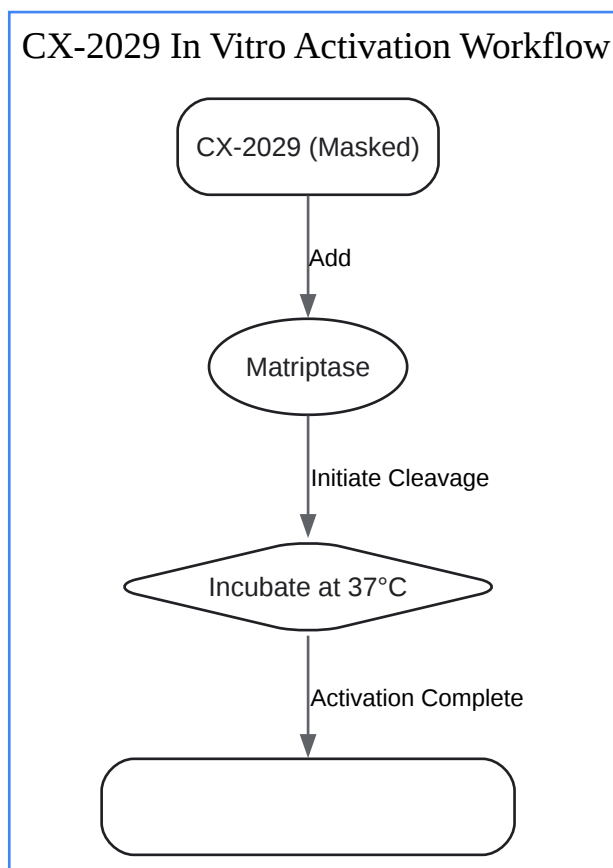 CX-2029 In Vitro Activation Workflow
CX-2029 (Masked)
Add
Matriptase
Initiate Cleavage
Incubate at 37°C
Activation Complete